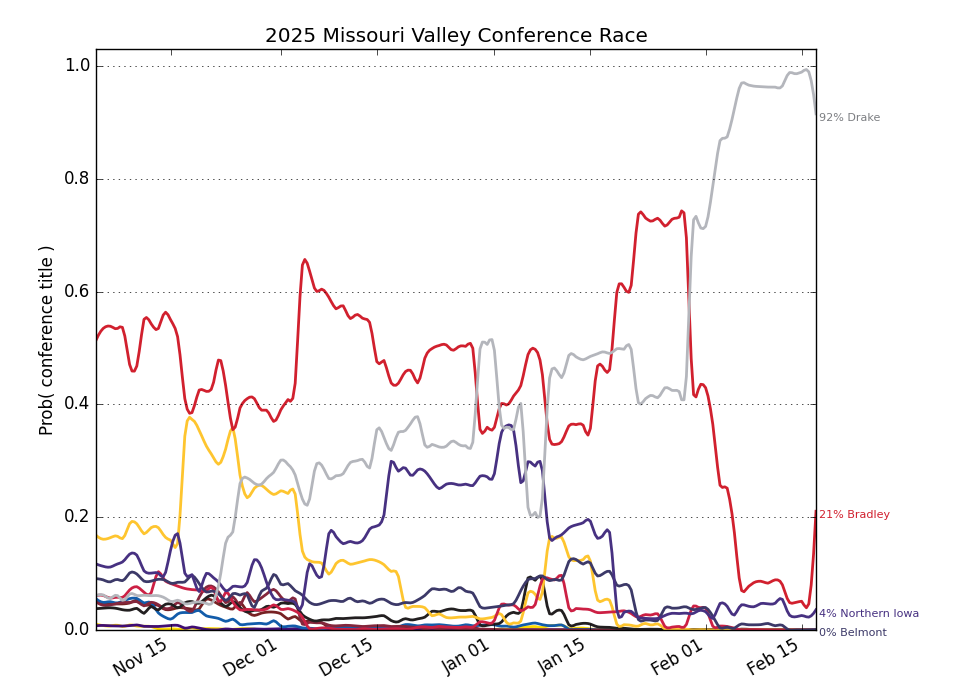 2025 Missouri Valley Conference Race
Prob( conference title )
1.0
0.8
0.6
0.4
0.2
0.0
92% Drake
21% Bradley
4% Northern Iowa
0% Belmont
Nov 15
Dec 01
Dec 15
Jan 01
Jan 15
Feb 01
Feb 15